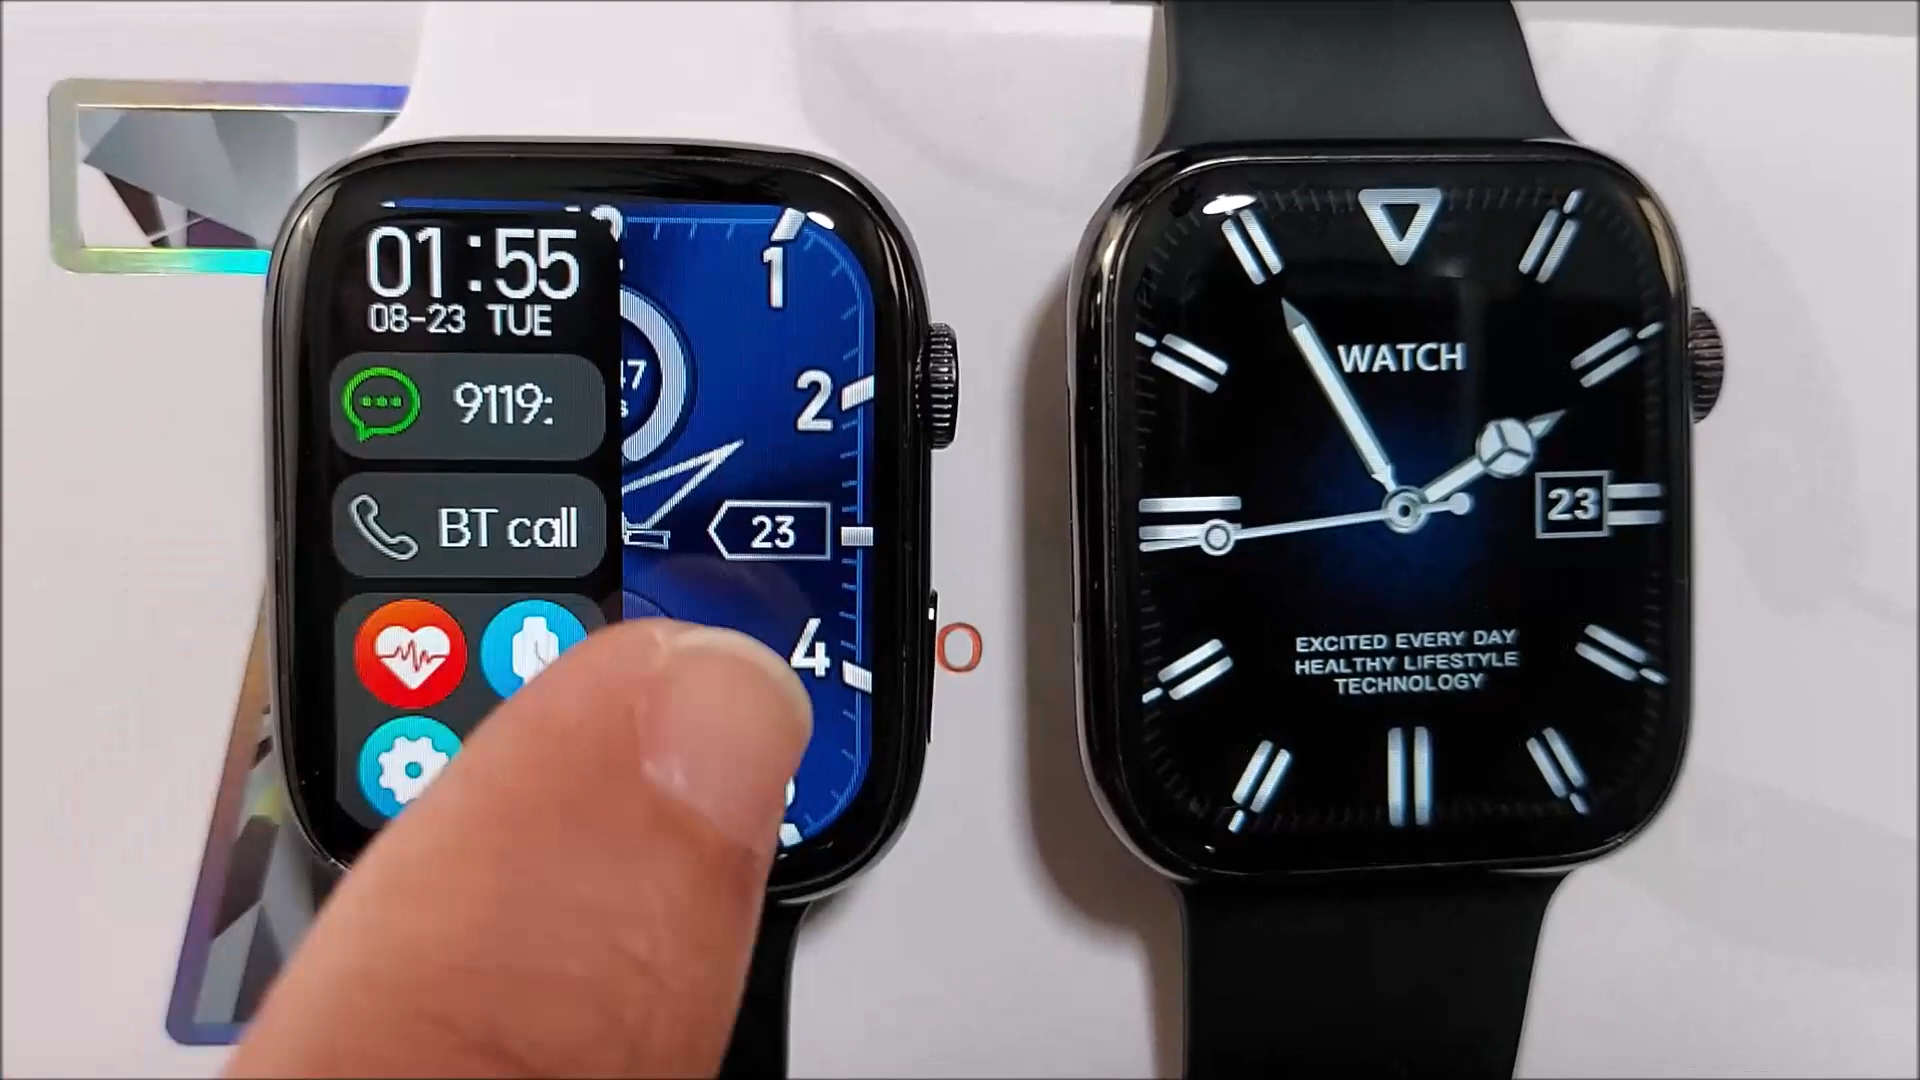 01:55
08-23 TUE
9119:
BT call
1
2
47
23
4
WATCH
23
EXCITED EVERY DAY
HEALTHY LIFESTYLE
TECHNOLOGY